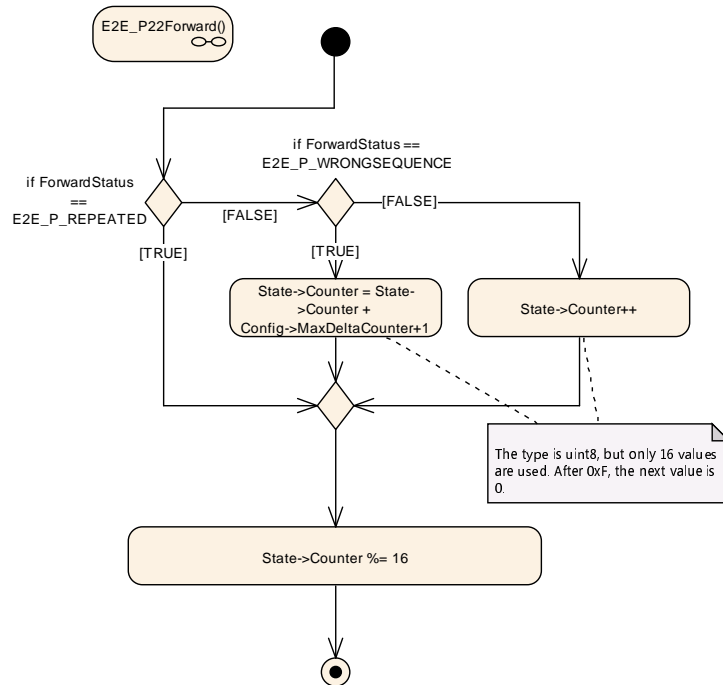 E2E_P22Forward()
if ForwardStatus ==
E2E_P_WRONGSEQUENCE
if ForwardStatus
==
E2E_P_REPEATED
[FALSE]
[FALSE]
[TRUE]
[TRUE]
State->Counter = State-
>Counter +
Config->MaxDeltaCounter+1
State->Counter++
The type is uint8, but only 16 values
are used. After 0xF, the next value is
0.
State->Counter %= 16